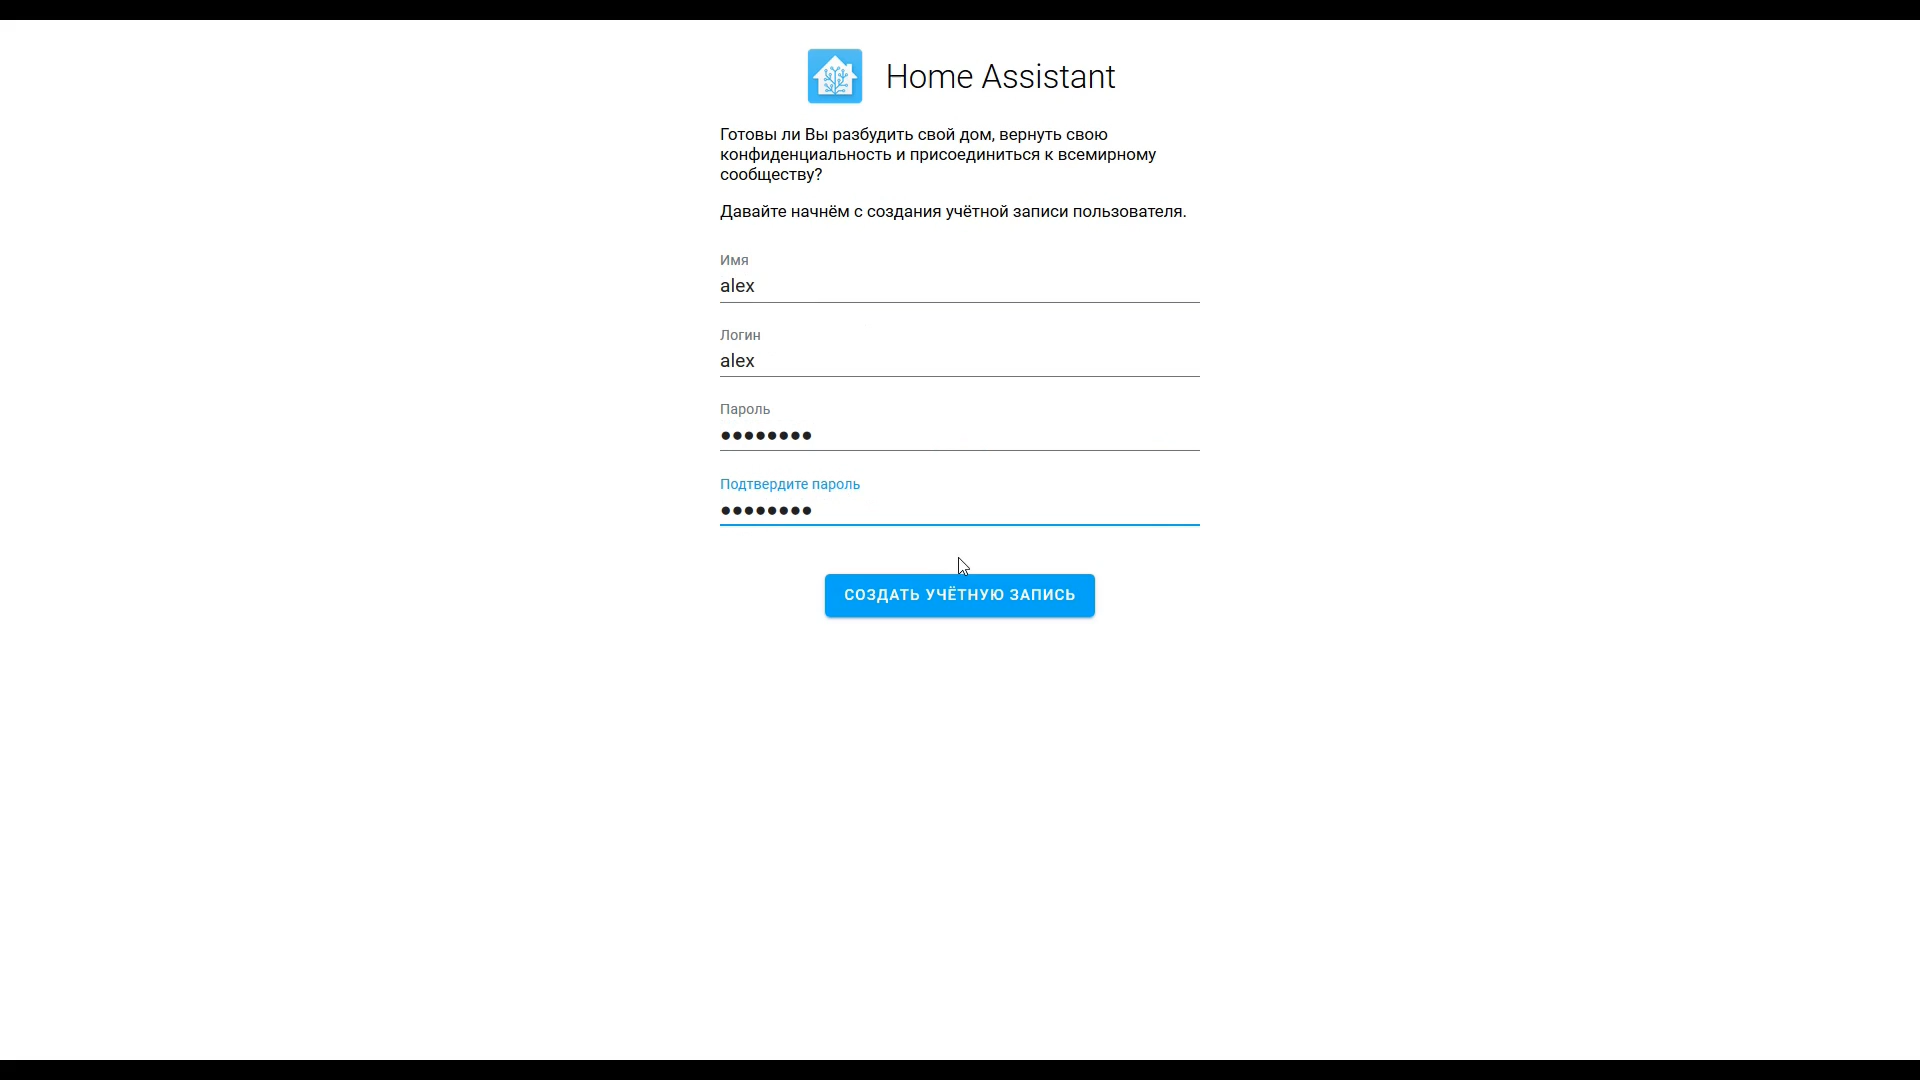 Home Assistant
Готовы ли Вы разбудить свой дом, вернуть свою
конфиденциальность и присоединиться к всемирному
сообществу?
Давайте начнём с создания учётной записи пользователя.
Имя
alex
Логин
alex
Пароль
●●●●●●●●
Подтвердите пароль
●●●●●●●●
СОЗДАТЬ УЧЁТНУЮ ЗАПИСЬ